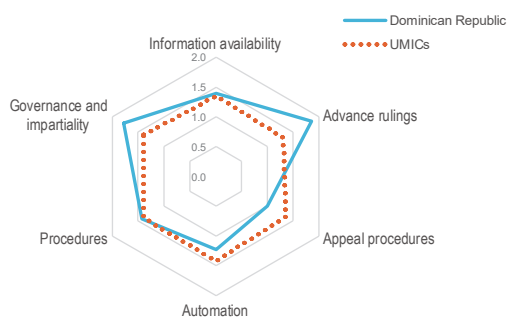 Dominican Republic
UMICs
Information availability
2.0
1.5
1.0
0.5
0.0
Governance and
impartiality
Advance rulings
Procedures
Appeal procedures
Automation